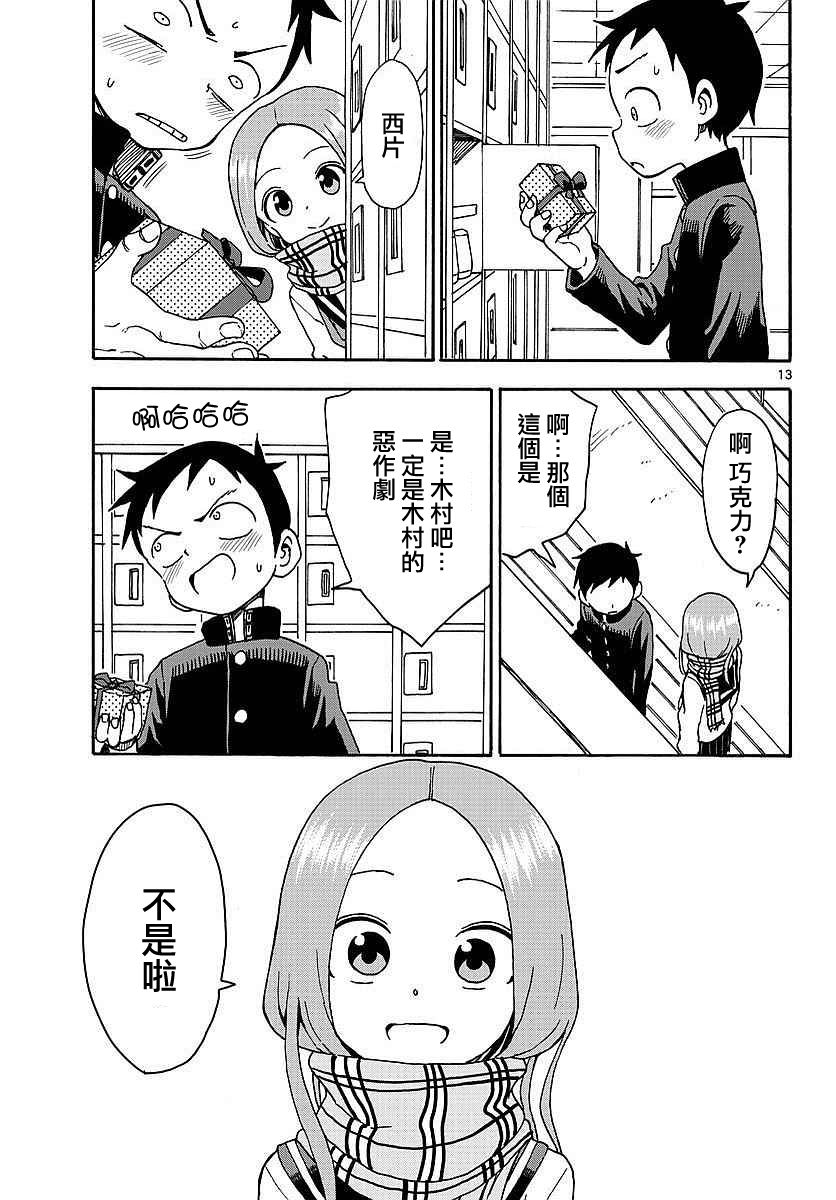 西片
13
啊 巧克力？
啊…那個
這個是
是…木村吧…
一定是木村的
惡作劇
啊哈哈哈
不是啦